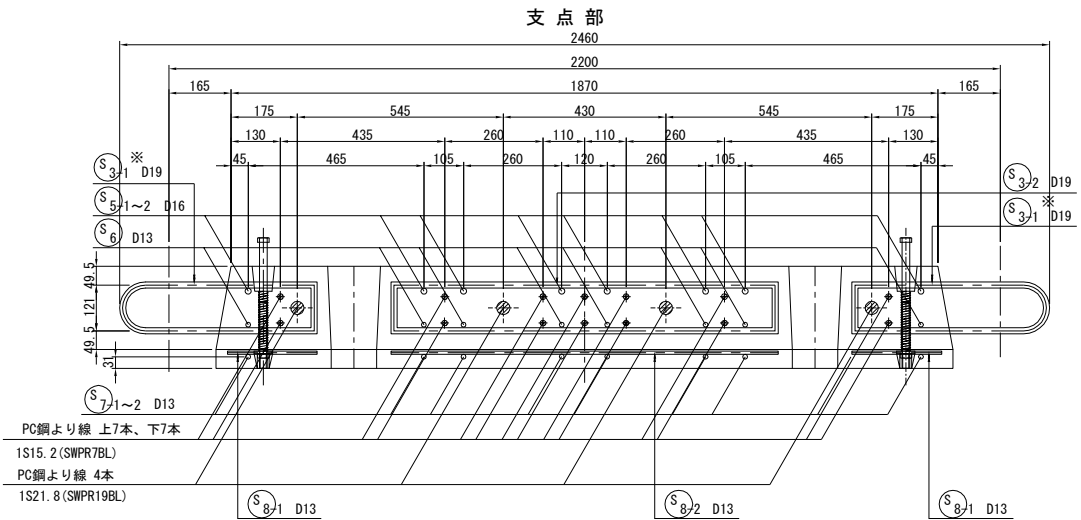 支点部
2460
2200
165 1870 165
175 545 430 545 175
130 435 260 110 110 260 435 130
45 465 105 260 120 260 105 465 45
S3-1 ※ D19
S3-2 D19
S5-1～2 D16
S3-1 ※ D19
S6 D13
49.5
121
49.5
31
S7-1～2 D13
PC鋼より線 上7本、下7本
1S15.2(SWPR7BL)
PC鋼より線 4本
1S21.8(SWPR19BL)
S8-1 D13
S8-2 D13
S8-1 D13